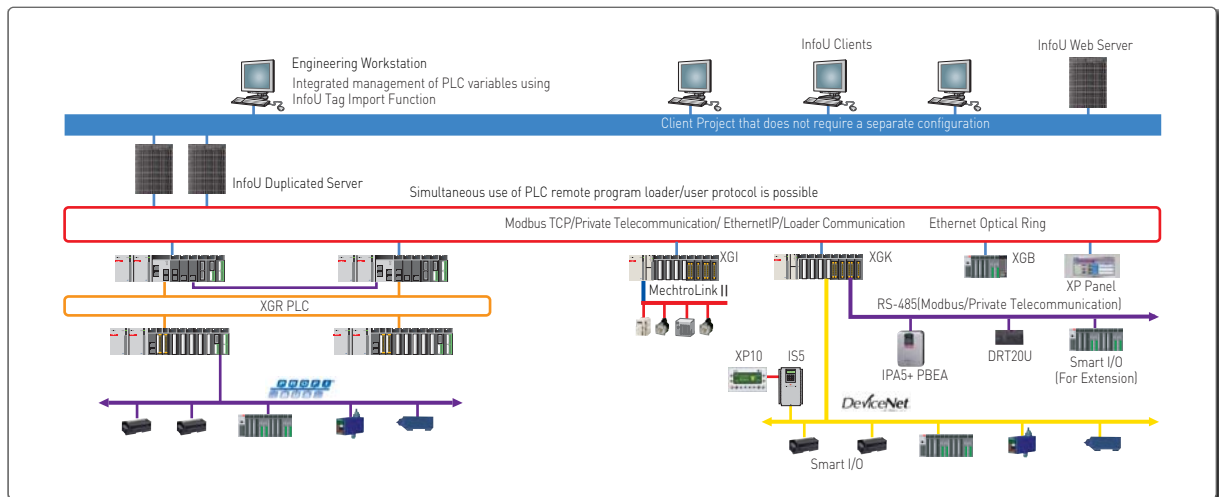 InfoU Clients
InfoU Web Server
Engineering Workstation
Integrated management of PLC variables using
InfoU Tag Import Function
Client Project that does not require a separate configuration
InfoU Duplicated Server
Simultaneous use of PLC remote program loader/user protocol is possible
Modbus TCP/Private Telecommunication/ EthernetIP/Loader Communication
Ethernet Optical Ring
XGI
XGK
XGB
XP Panel
MechtroLink II
XGR PLC
RS-485(Modbus/Private Telecommunication)
IPA5+ PBEA
DRT20U
Smart I/O
(For Extension)
XP10
IS5
PROFI
BUS
DeviceNet
Smart I/O